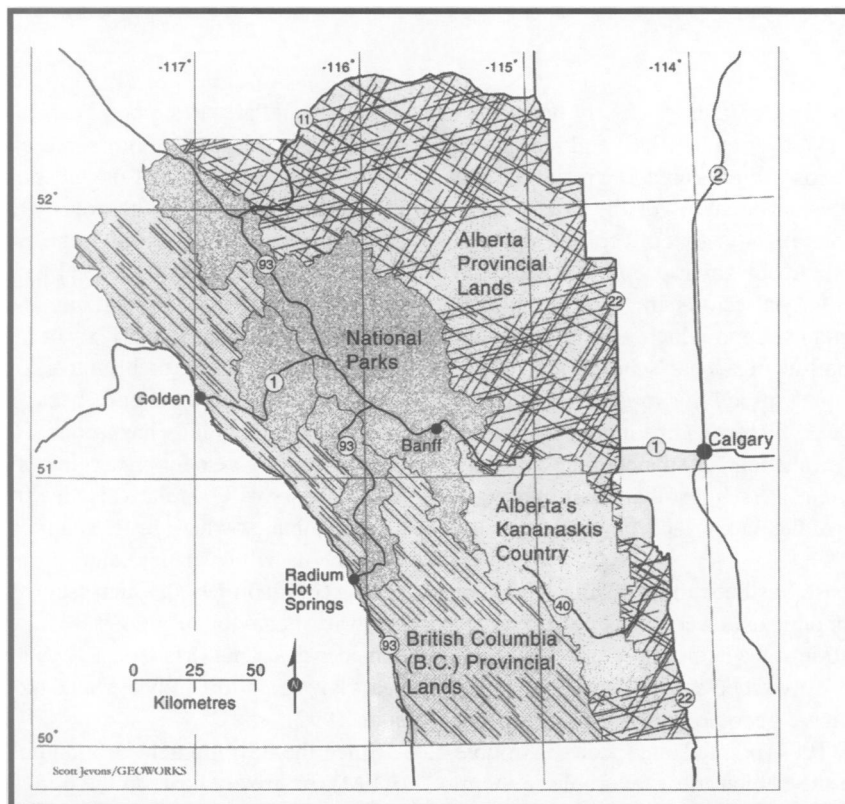 -117°
-116°
-115°
-114°
11
2
52°
Alberta
Provincial
Lands
93
22
National
Parks
1
Golden
Banff
1
Calgary
93
51°
Alberta's
Kananaskis
Country
Radium
Hot
Springs
40
93
British Columbia
(B.C.) Provincial
Lands
0 25 50
Kilometres
N
22
50°
Scott Jevons/GEOWORKS